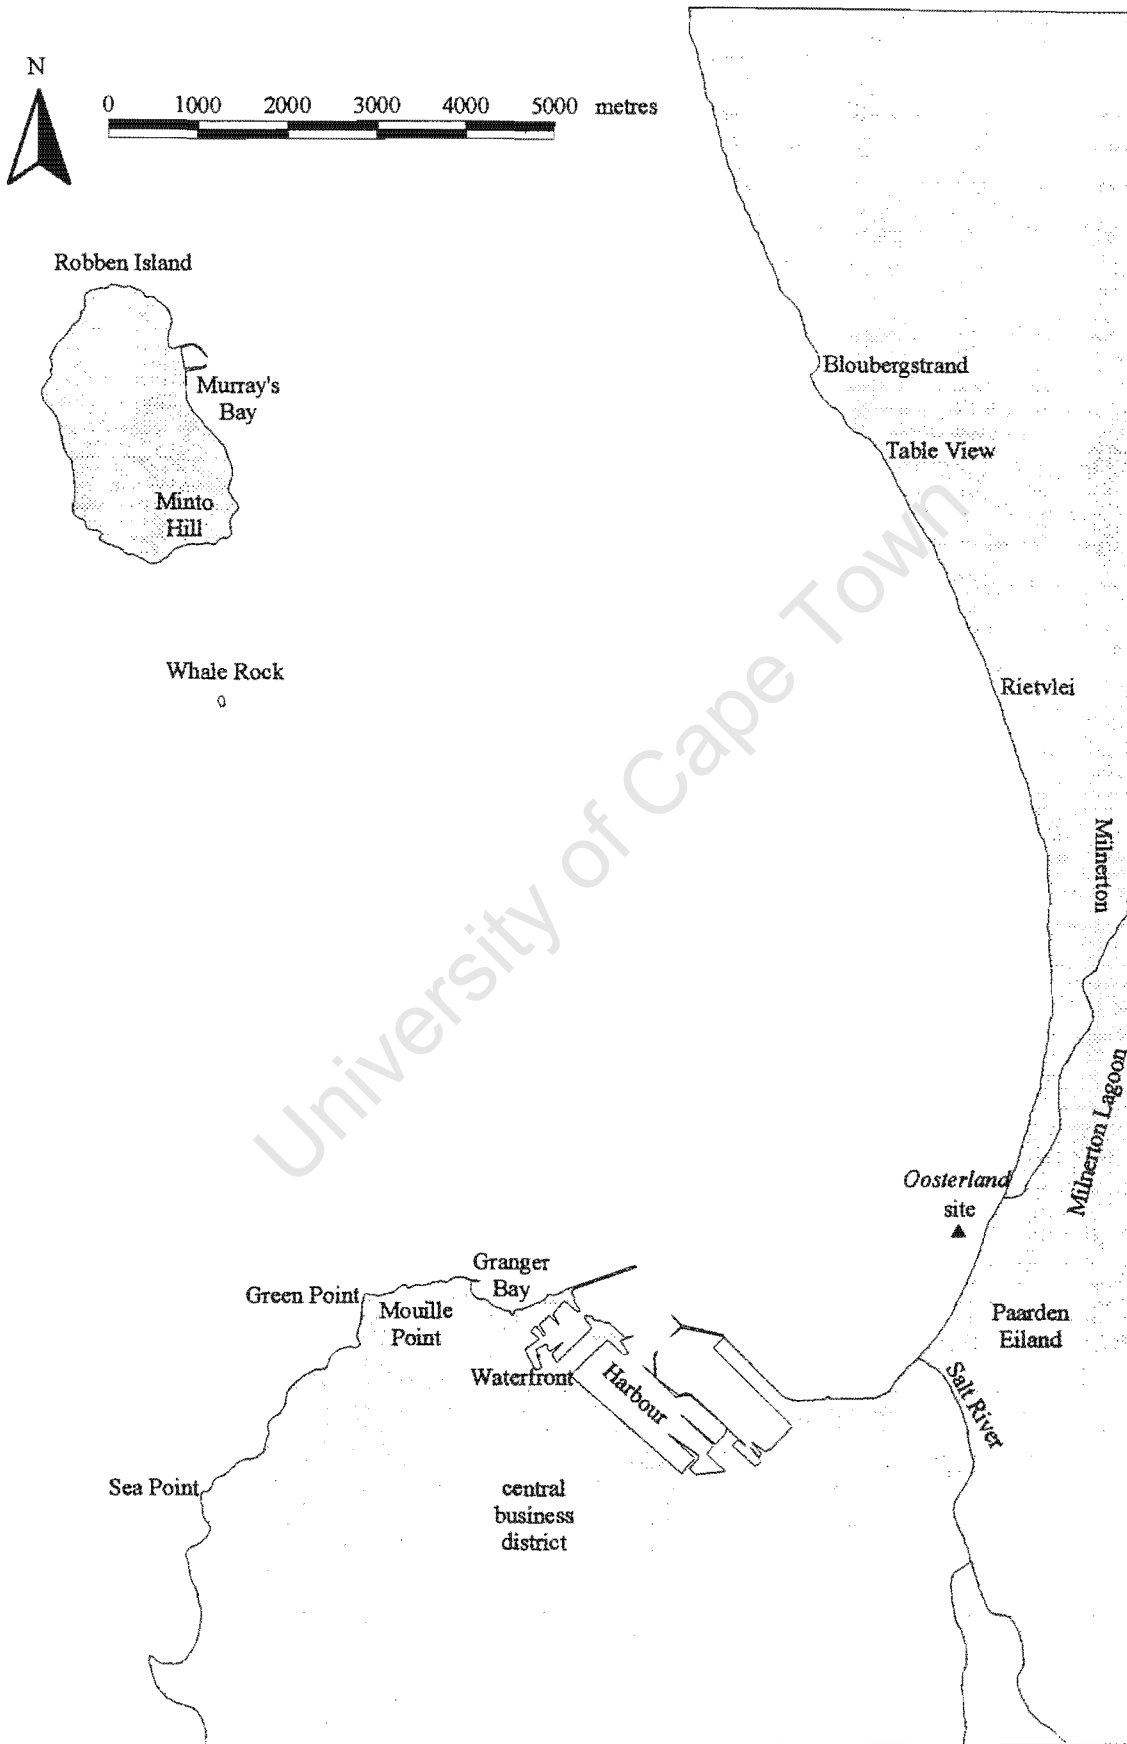 N
0 1000 2000 3000 4000 5000 metres
Robben Island
Murray's
Bay
Minto
Hill
Whale Rock
Bloubergstrand
Table View
Rietvlei
Milnerton
Milnerton Lagoon
Oosterland
site
Granger
Bay
Green Point
Mouille
Point
Waterfront
Harbour
Paarden
Eiland
Salt River
Sea Point
central
business
district
University of Cape Town